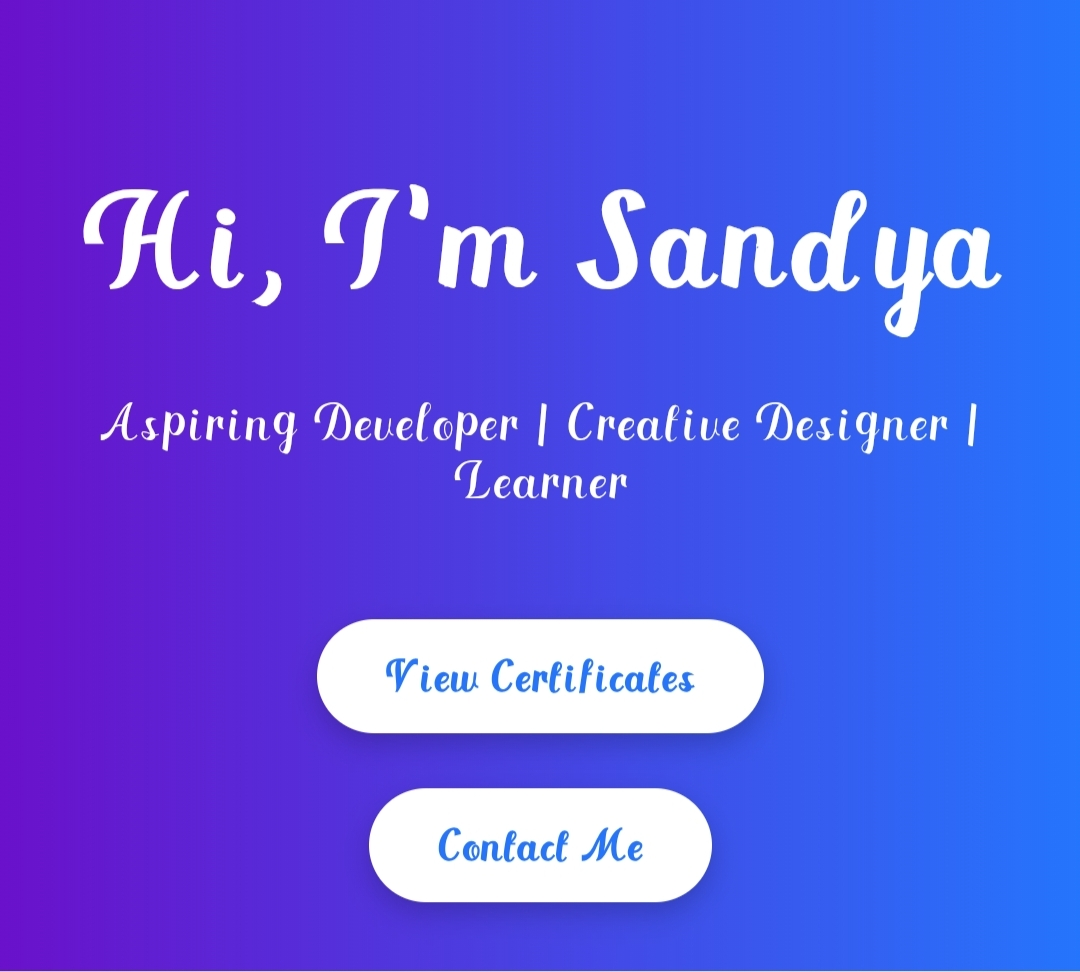 Hi, I'm Sandya
Aspiring Developer | Creative Designer |
Learner
View Certificates
Contact Me